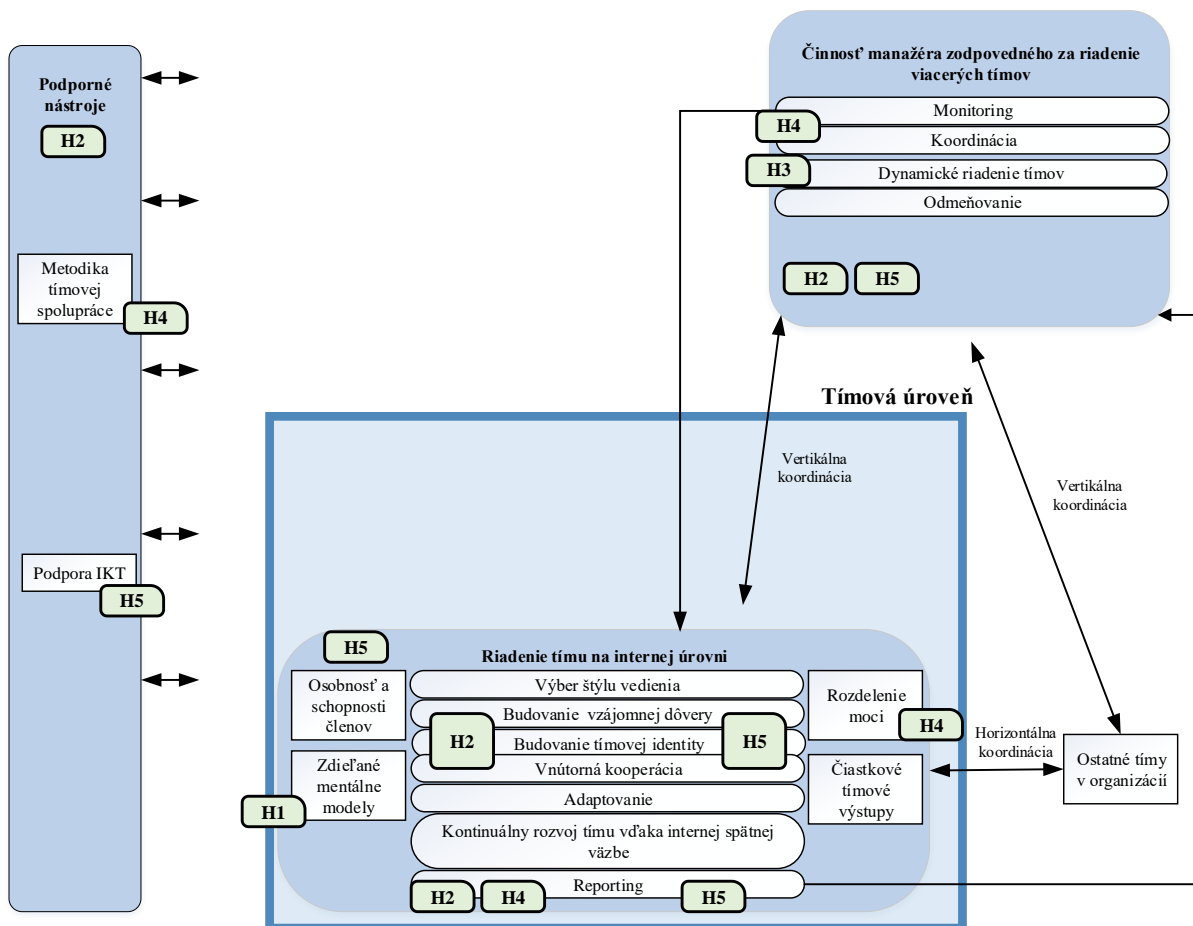 Podporné
nástroje
H2
Metodika
tímovej
spolupráce
H4
Podpora IKT
H5
Činnosť manažéra zodpovedného za riadenie
viacerých tímov
Monitoring
H4
Koordinácia
H3
Dynamické riadenie tímov
Odmeňovanie
H2
H5
Tímová úroveň
Vertikálna
koordinácia
Vertikálna
koordinácia
H5
Riadenie tímu na internej úrovni
Osobnosť a
schopnosti
členov
Zdieľané
mentálne
modely
H1
Výber štýlu vedienia
Budovanie vzájomnej dôvery
H2
H5
Budovanie tímovej identity
Vnútorná kooperácia
Adaptovanie
Kontinuálny rozvoj tímu vďaka internej spätnej
väzbe
Reporting
H2
H4
H5
Rozdelenie
moci
H4
Čiastkové
tímové
výstupy
Horizontálna
koordinácia
Ostatné tímy
v organizácií